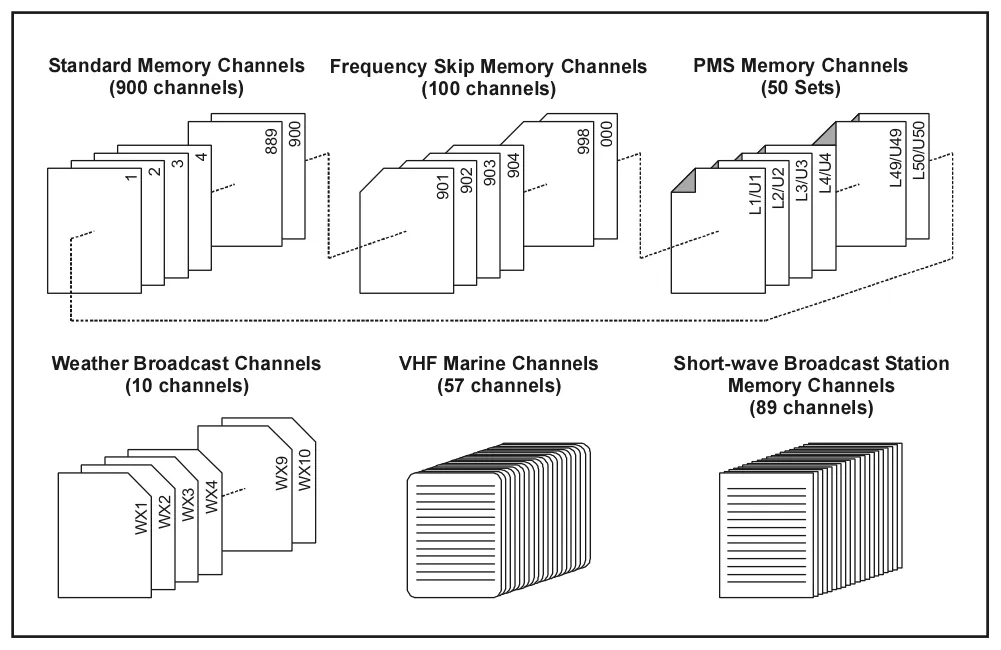 Standard Memory Channels
(900 channels)
1
2
3
4
889
900
Frequency Skip Memory Channels
(100 channels)
901
902
903
904
998
000
PMS Memory Channels
(50 Sets)
L1/U1
L2/U2
L3/U3
L4/U4
L49/U49
L50/U50
Weather Broadcast Channels
(10 channels)
WX1
WX2
WX3
WX4
WX9
WX10
VHF Marine Channels
(57 channels)
Short-wave Broadcast Station
Memory Channels
(89 channels)